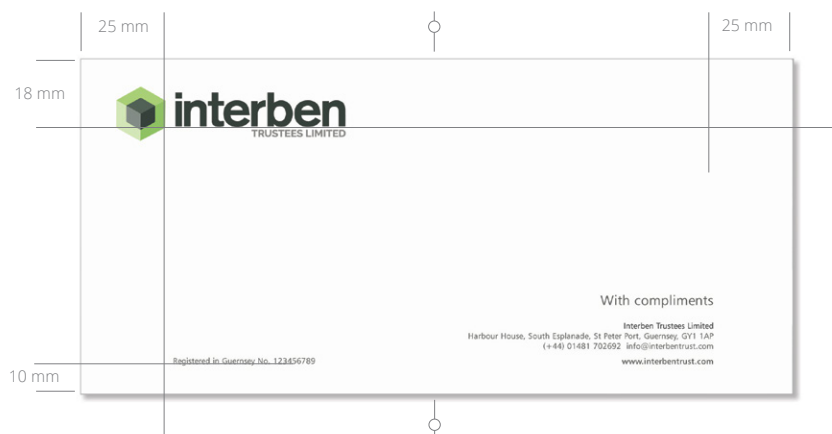 25 mm
25 mm
18 mm
interben
TRUSTEES LIMITED
With compliments
Interben Trustees Limited
Harbour House, South Esplanade, St Peter Port, Guernsey, GY1 1AP
(+44) 01481 702692 info@interbentrust.com
Registered in Guernsey No. 123456789
www.interbentrust.com
10 mm